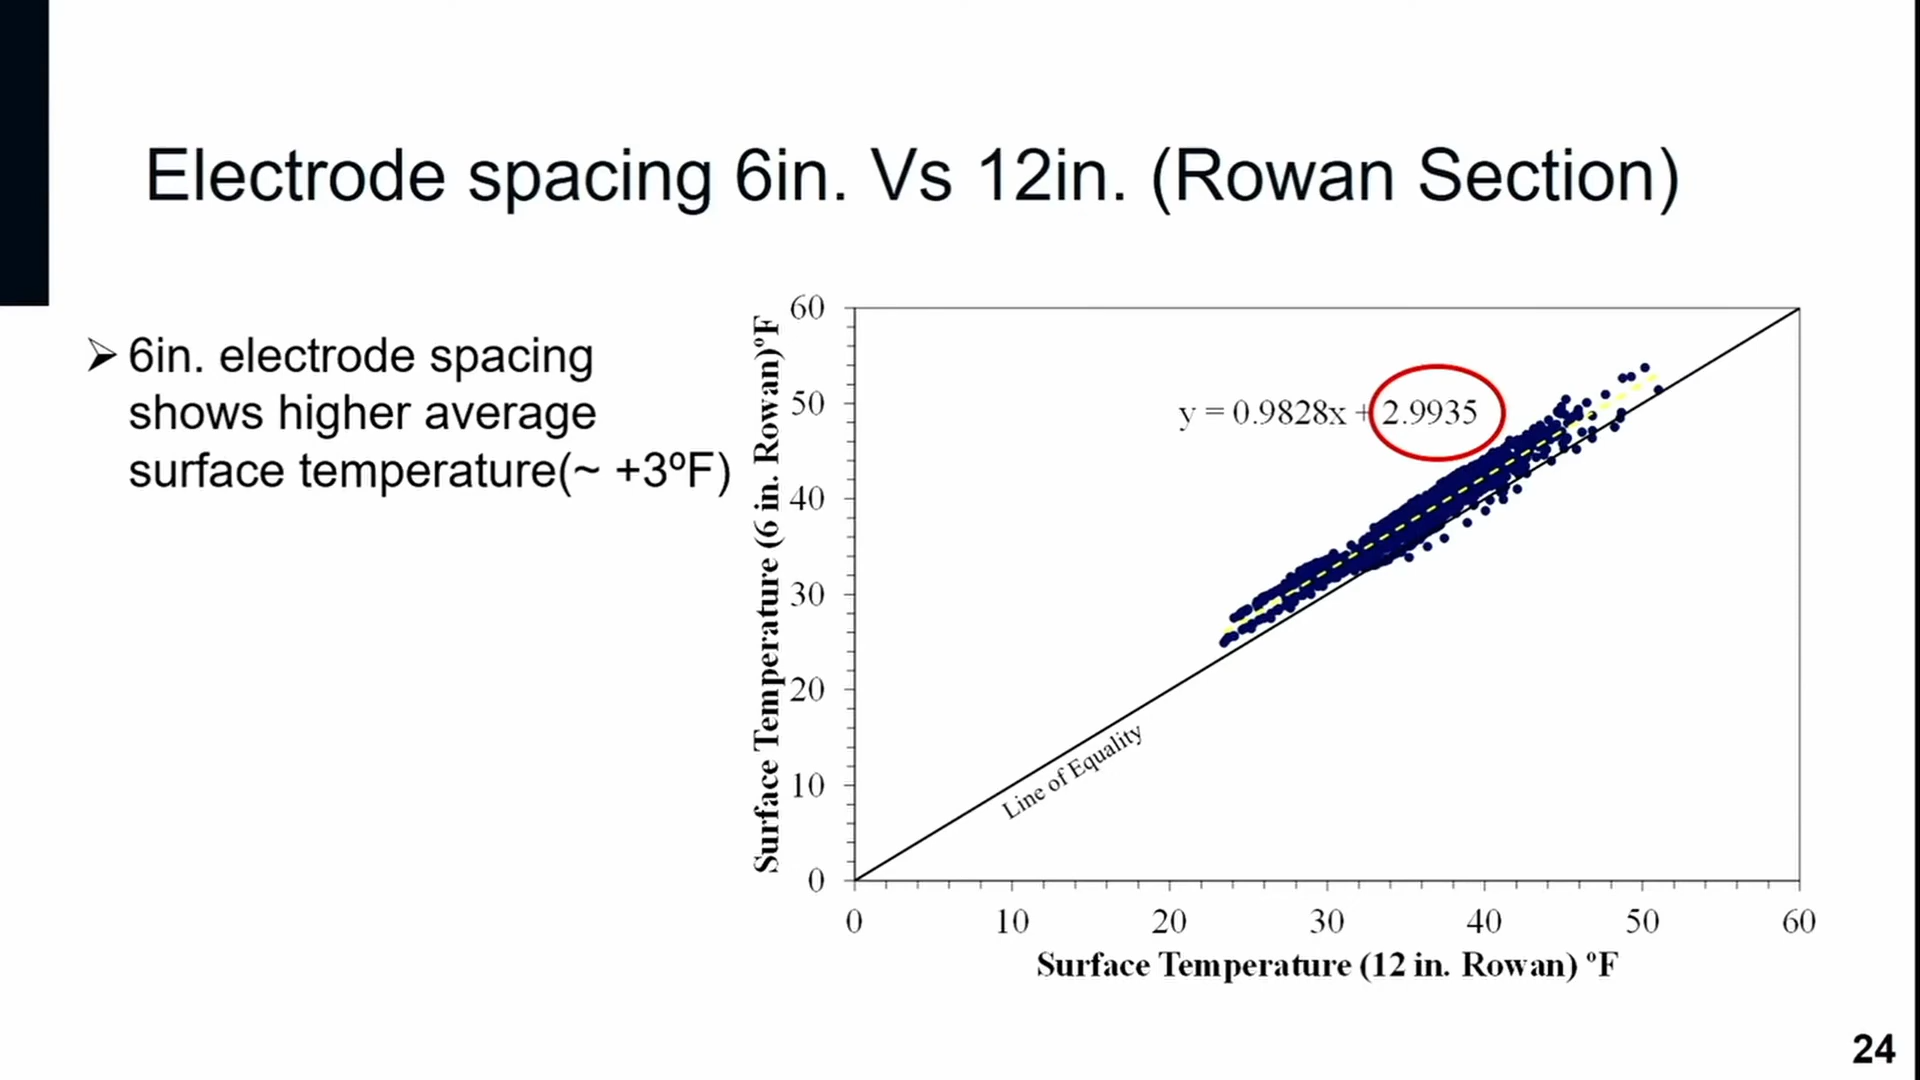 Electrode spacing 6in. Vs 12in. (Rowan Section)
➢ 6in. electrode spacing
shows higher average
surface temperature(~ +3ºF)
Surface Temperature (6 in. Rowan)ºF
60
50
40
30
20
10
0
y = 0.9828x + 2.9935
Line of Equality
0 10 20 30 40 50 60
Surface Temperature (12 in. Rowan) ºF
24